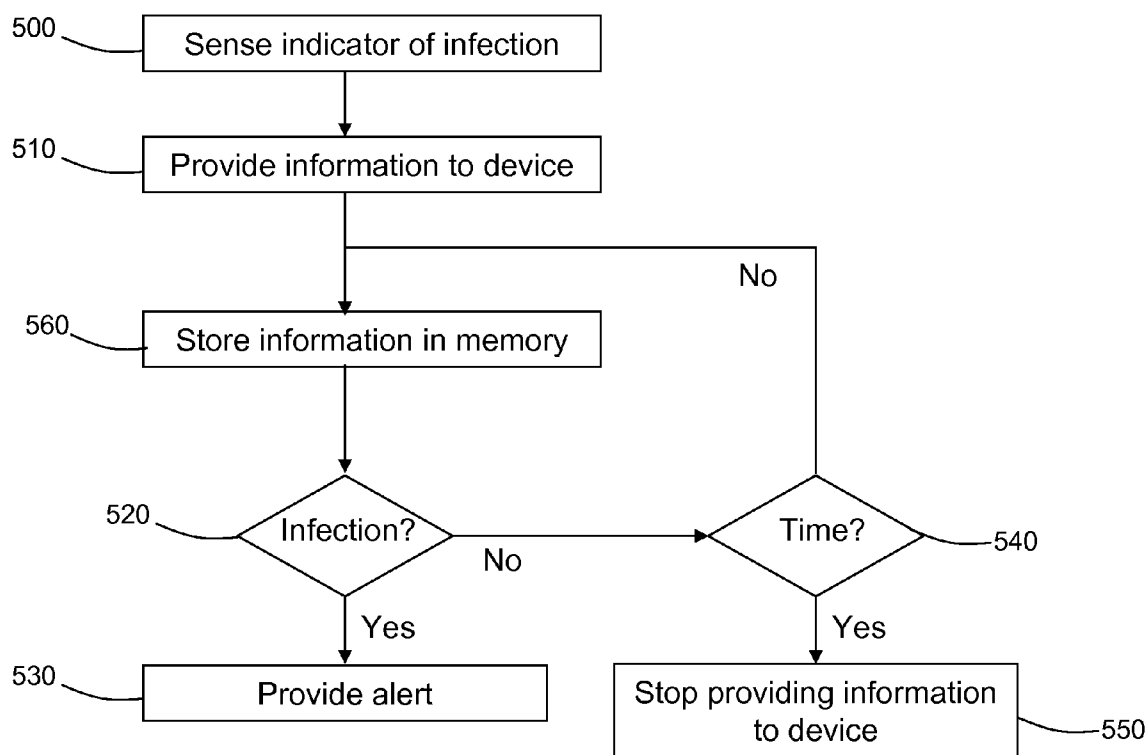 500
Sense indicator of infection
510
Provide information to device
No
560
Store information in memory
520
Infection?
No
Time?
540
Yes
Yes
530
Provide alert
Stop providing information
to device
550